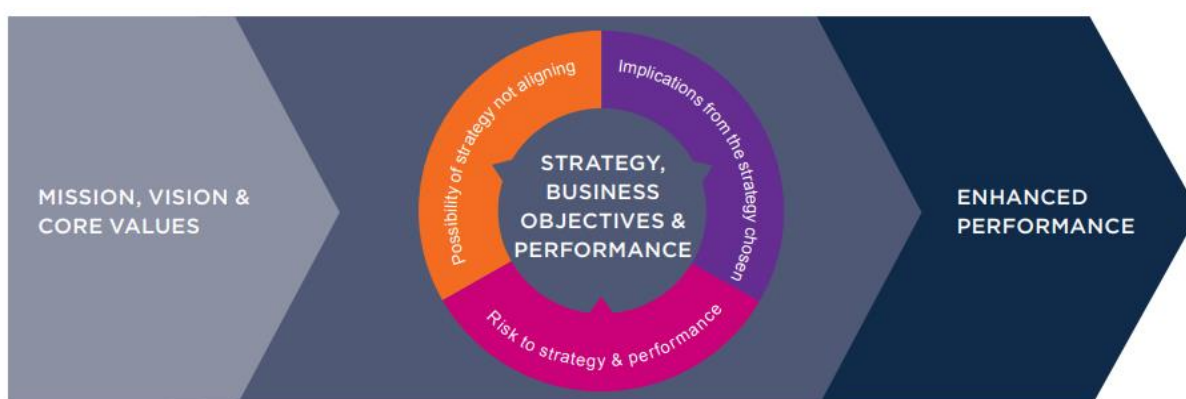 MISSION, VISION &
CORE VALUES
Possibility of strategy not aligning
Implications from the strategy chosen
STRATEGY,
BUSINESS
OBJECTIVES &
PERFORMANCE
Risk to strategy & performance
ENHANCED
PERFORMANCE